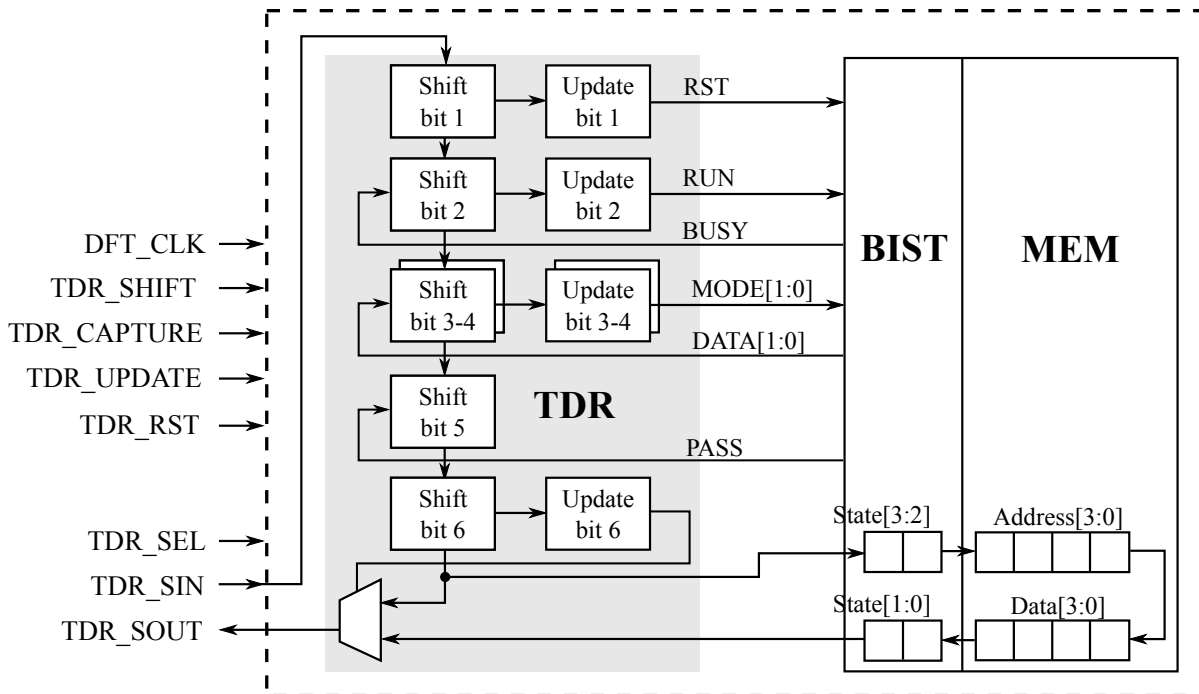 Shift
bit 1
Update
bit 1
RST
Shift
bit 2
Update
bit 2
RUN
BUSY
DFT_CLK
TDR_SHIFT
TDR_CAPTURE
TDR_UPDATE
TDR_RST
Shift
bit 3-4
Update
bit 3-4
MODE[1:0]
DATA[1:0]
BIST
MEM
Shift
bit 5
TDR
PASS
Shift
bit 6
Update
bit 6
State[3:2]
Address[3:0]
TDR_SEL
TDR_SIN
TDR_SOUT
State[1:0]
Data[3:0]